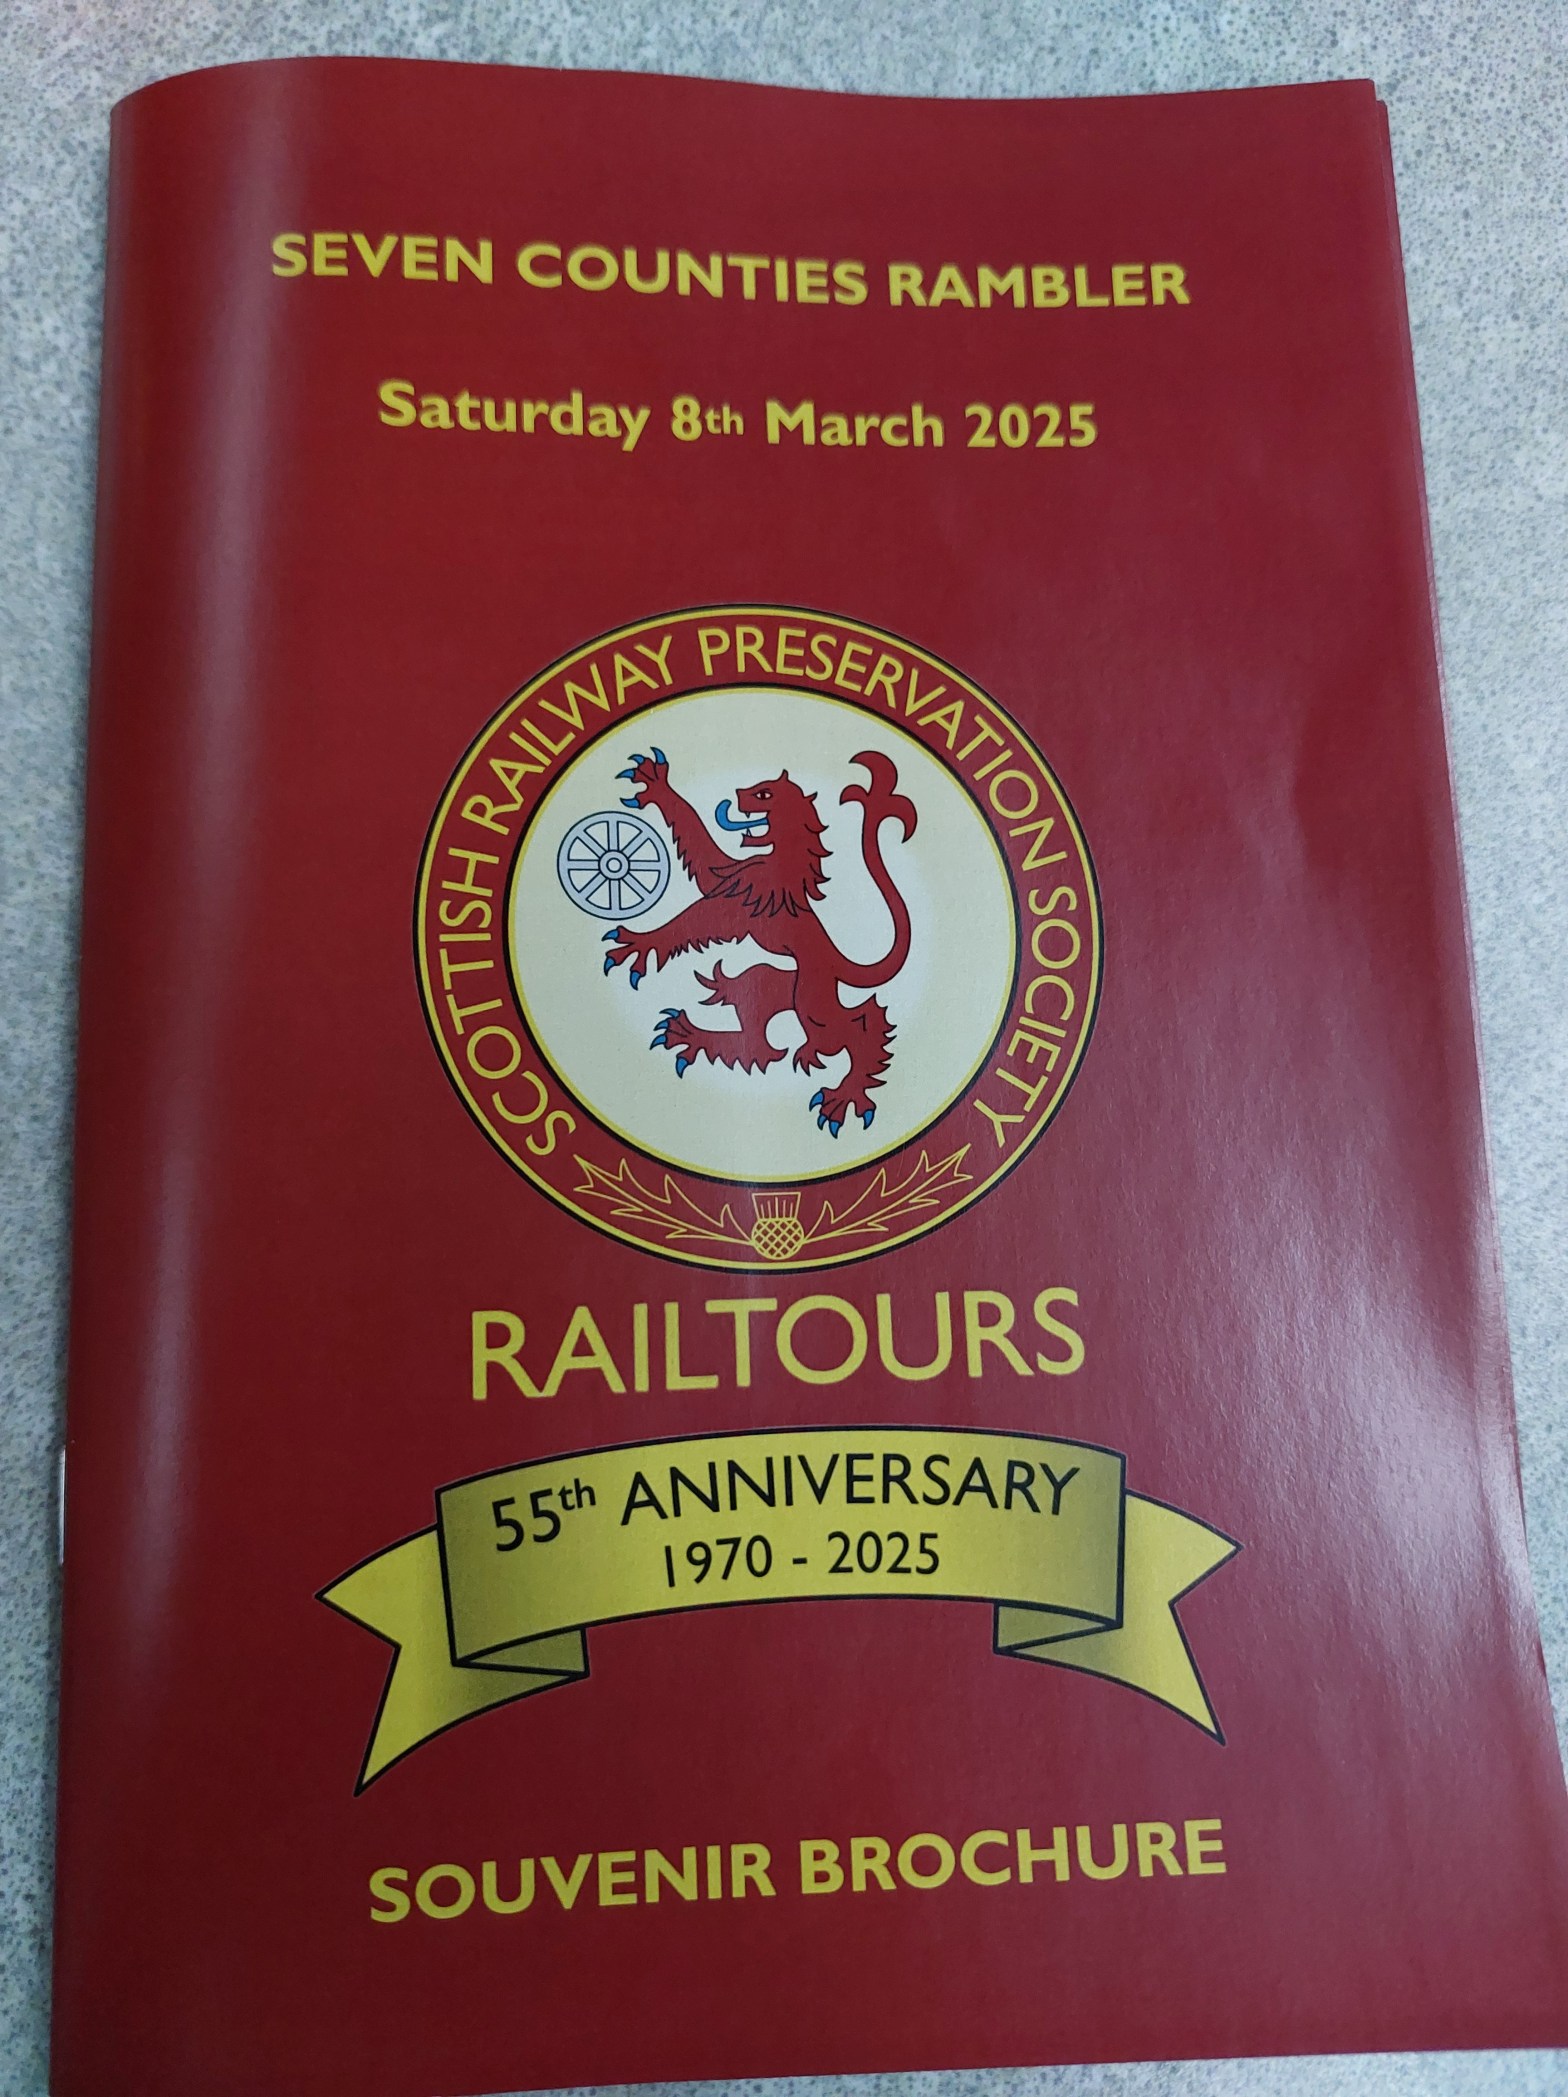 SEVEN COUNTIES RAMBLER
Saturday 8th March 2025
SCOTTISH RAILWAY PRESERVATION SOCIETY
RAILTOURS
55th ANNIVERSARY
1970 - 2025
SOUVENIR BROCHURE